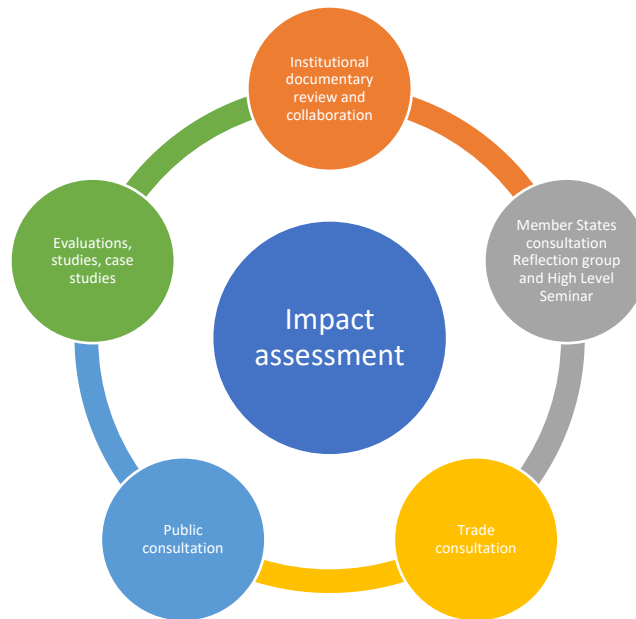 Institutional
documentary
review and
collaboration
Member States
consultation
Reflection group
and High Level
Seminar
Evaluations,
studies, case
studies
Impact
assessment
Public
consultation
Trade
consultation